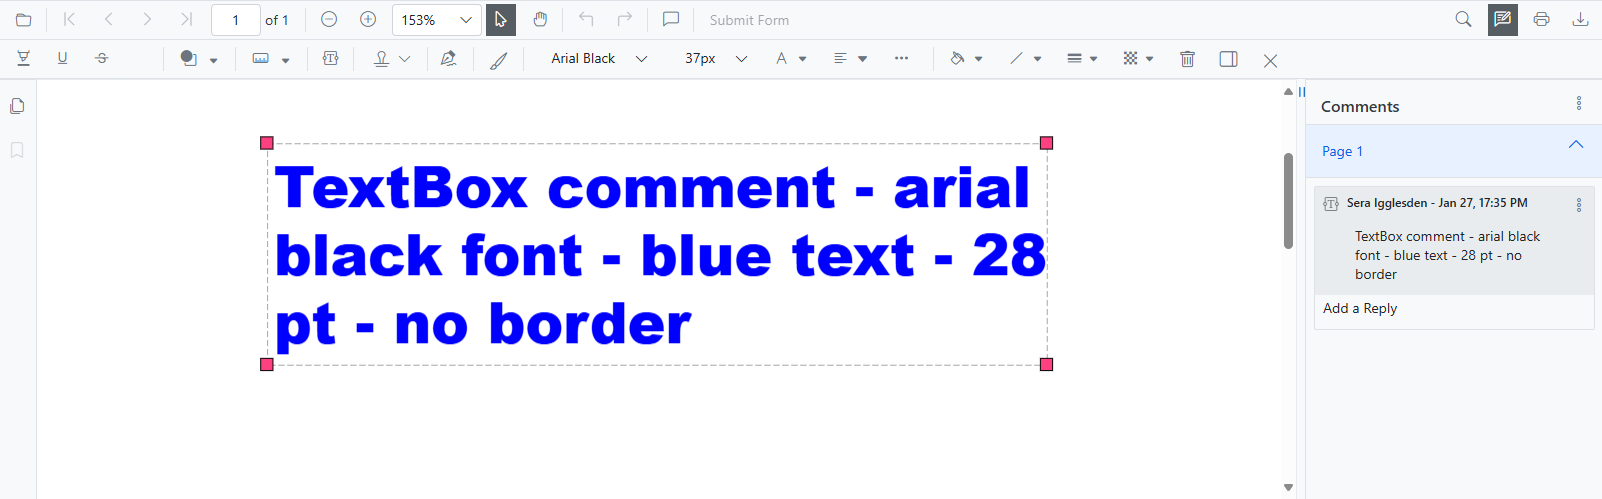 1 of 1 153% Submit Form
Arial Black 37px
TextBox comment - arial
black font - blue text - 28
pt - no border
Comments
Page 1
Sera Igglesden - Jan 27, 17:35 PM
TextBox comment - arial black
font - blue text - 28 pt - no
border
Add a Reply